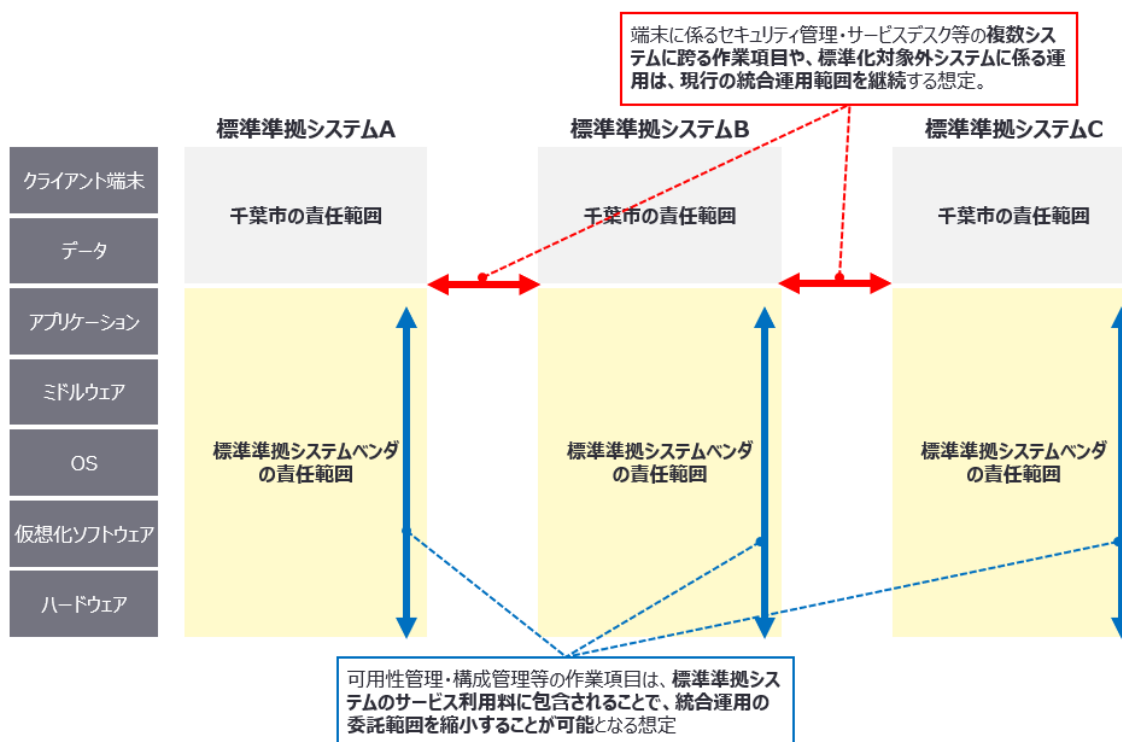 端末に係るセキュリティ管理・サービスデスク等の複数シス
テムに跨る作業項目や、標準化対象外システムに係る運
用は、現行の統合運用範囲を継続する想定。
標準準拠システムA
標準準拠システムB
標準準拠システムC
クライアント端末
データ
アプリケーション
ミドルウェア
OS
仮想化ソフトウェア
ハードウェア
千葉市の責任範囲
千葉市の責任範囲
千葉市の責任範囲
標準準拠システムベンダ
の責任範囲
標準準拠システムベンダ
の責任範囲
標準準拠システムベンダ
の責任範囲
可用性管理・構成管理等の作業項目は、標準準拠シス
テムのサービス利用料に包含されることで、統合運用の
委託範囲を縮小することが可能となる想定